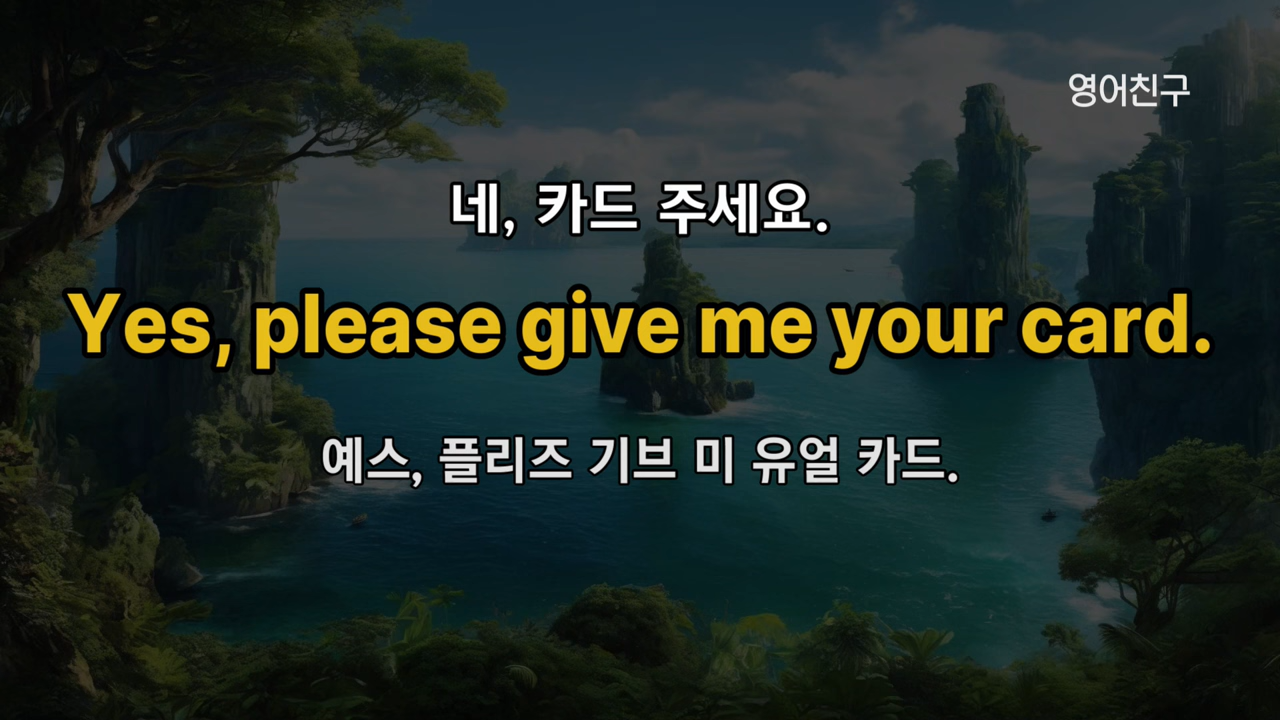 영어친구
네, 카드 주세요.
Yes, please give me your card.
예스, 플리즈 기브 미 유얼 카드.